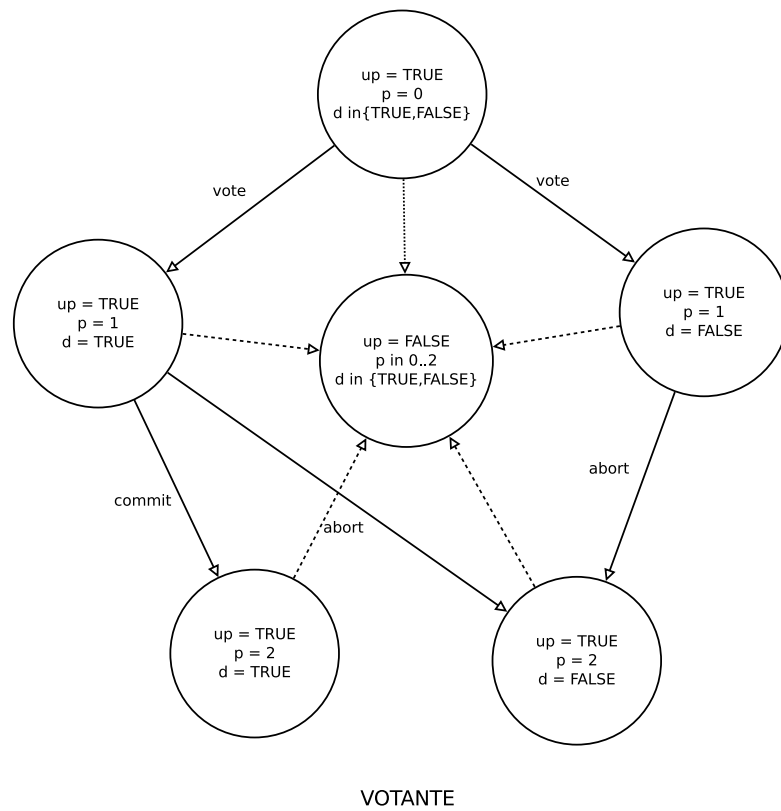 up = TRUE
p = 0
d in{TRUE,FALSE}
vote
vote
up = TRUE
p = 1
d = TRUE
up = FALSE
p in 0..2
d in {TRUE,FALSE}
up = TRUE
p = 1
d = FALSE
commit
abort
abort
up = TRUE
p = 2
d = TRUE
up = TRUE
p = 2
d = FALSE
VOTANTE